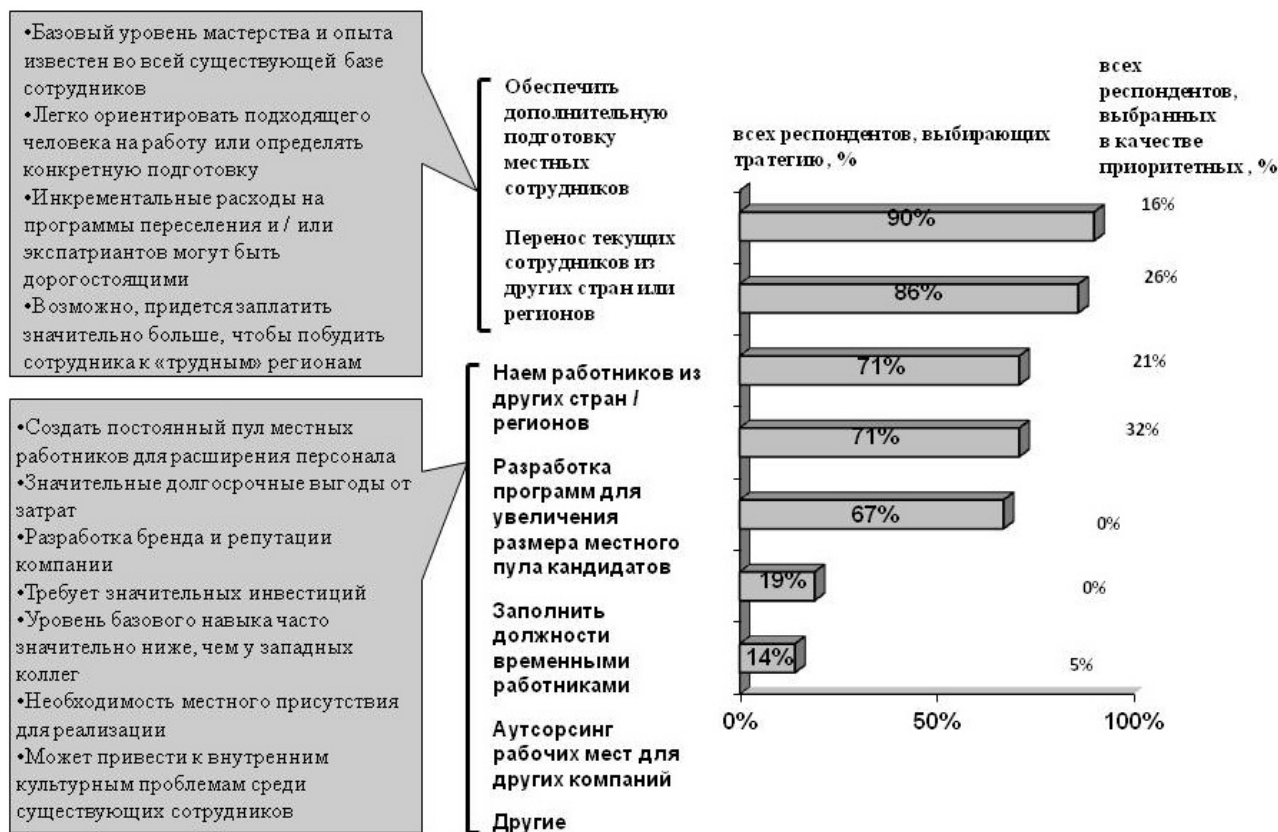 •Базовый уровень мастерства и опыта
известен во всей существующей базе
сотрудников
•Легко ориентировать подходящего
человека на работу или определять
конкретную подготовку
•Инкрементальные расходы на
программы переселения и / или
экспатриантов могут быть
дорогостоящими
•Возможно, придется заплатить
значительно больше, чтобы побудить
сотрудника к «трудным» регионам
•Создать постоянный пул местных
работников для расширения персонала
•Значительные долгосрочные выгоды от
затрат
•Разработка бренда и репутации
компании
•Требует значительных инвестиций
•Уровень базового навыка часто
значительно ниже, чем у западных
коллег
•Необходимость местного присутствия
для реализации
•Может привести к внутренним
культурным проблемам среди
существующих сотрудников
Обеспечить
дополнительную
подготовку
местных
сотрудников
Перенос текущих
сотрудников из
других стран или
регионов
Наем работников из
других стран /
регионов
Разработка
программ для
увеличения
размера местного
пула кандидатов
Заполнить
должности
временными
работниками
Аутсорсинг
рабочих мест для
других компаний
Другие
всех респондентов, выбирающих
тратегию, %
90%
86%
71%
71%
67%
19%
14%
0%
50%
100%
всех
респондентов,
выбранных
в качестве
приоритетных , %
16%
26%
21%
32%
0%
0%
5%